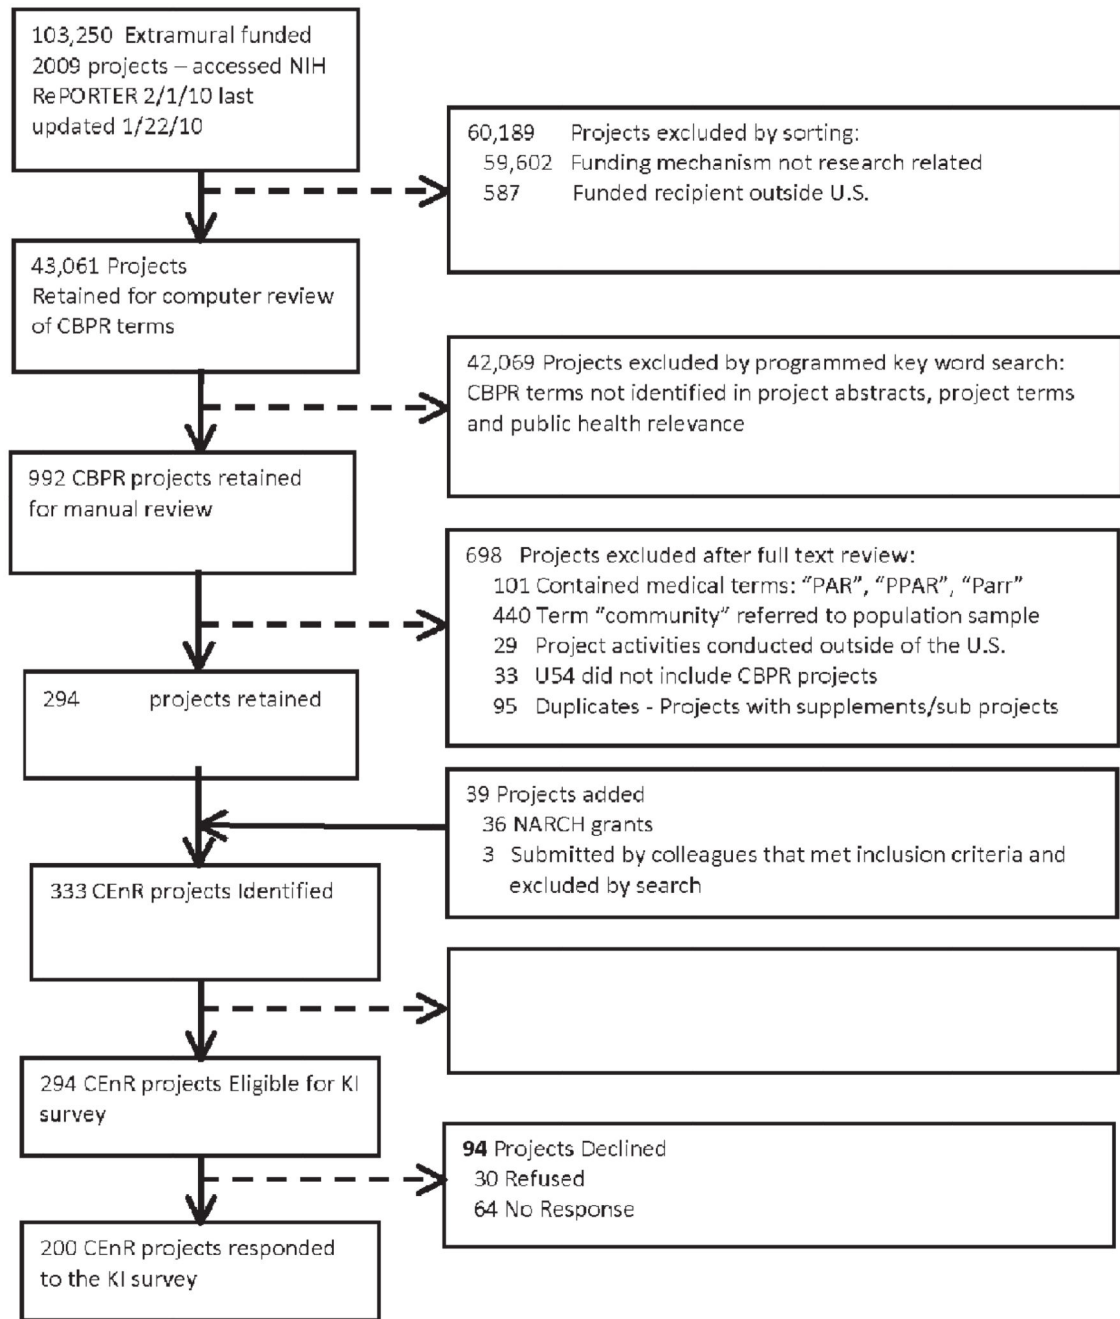 103,250 Extramural funded
2009 projects – accessed NIH
RePORTER 2/1/10 last
updated 1/22/10
60,189 Projects excluded by sorting:
59,602 Funding mechanism not research related
587 Funded recipient outside U.S.
43,061 Projects
Retained for computer review
of CBPR terms
42,069 Projects excluded by programmed key word search:
CBPR terms not identified in project abstracts, project terms
and public health relevance
992 CBPR projects retained
for manual review
698 Projects excluded after full text review:
101 Contained medical terms: “PAR”, “PPAR”, “Parr”
440 Term “community” referred to population sample
29 Project activities conducted outside of the U.S.
33 U54 did not include CBPR projects
95 Duplicates - Projects with supplements/sub projects
294 projects retained
39 Projects added
36 NARCH grants
3 Submitted by colleagues that met inclusion criteria and
excluded by search
333 CEnR projects Identified
294 CEnR projects Eligible for KI
survey
94 Projects Declined
30 Refused
64 No Response
200 CEnR projects responded
to the KI survey